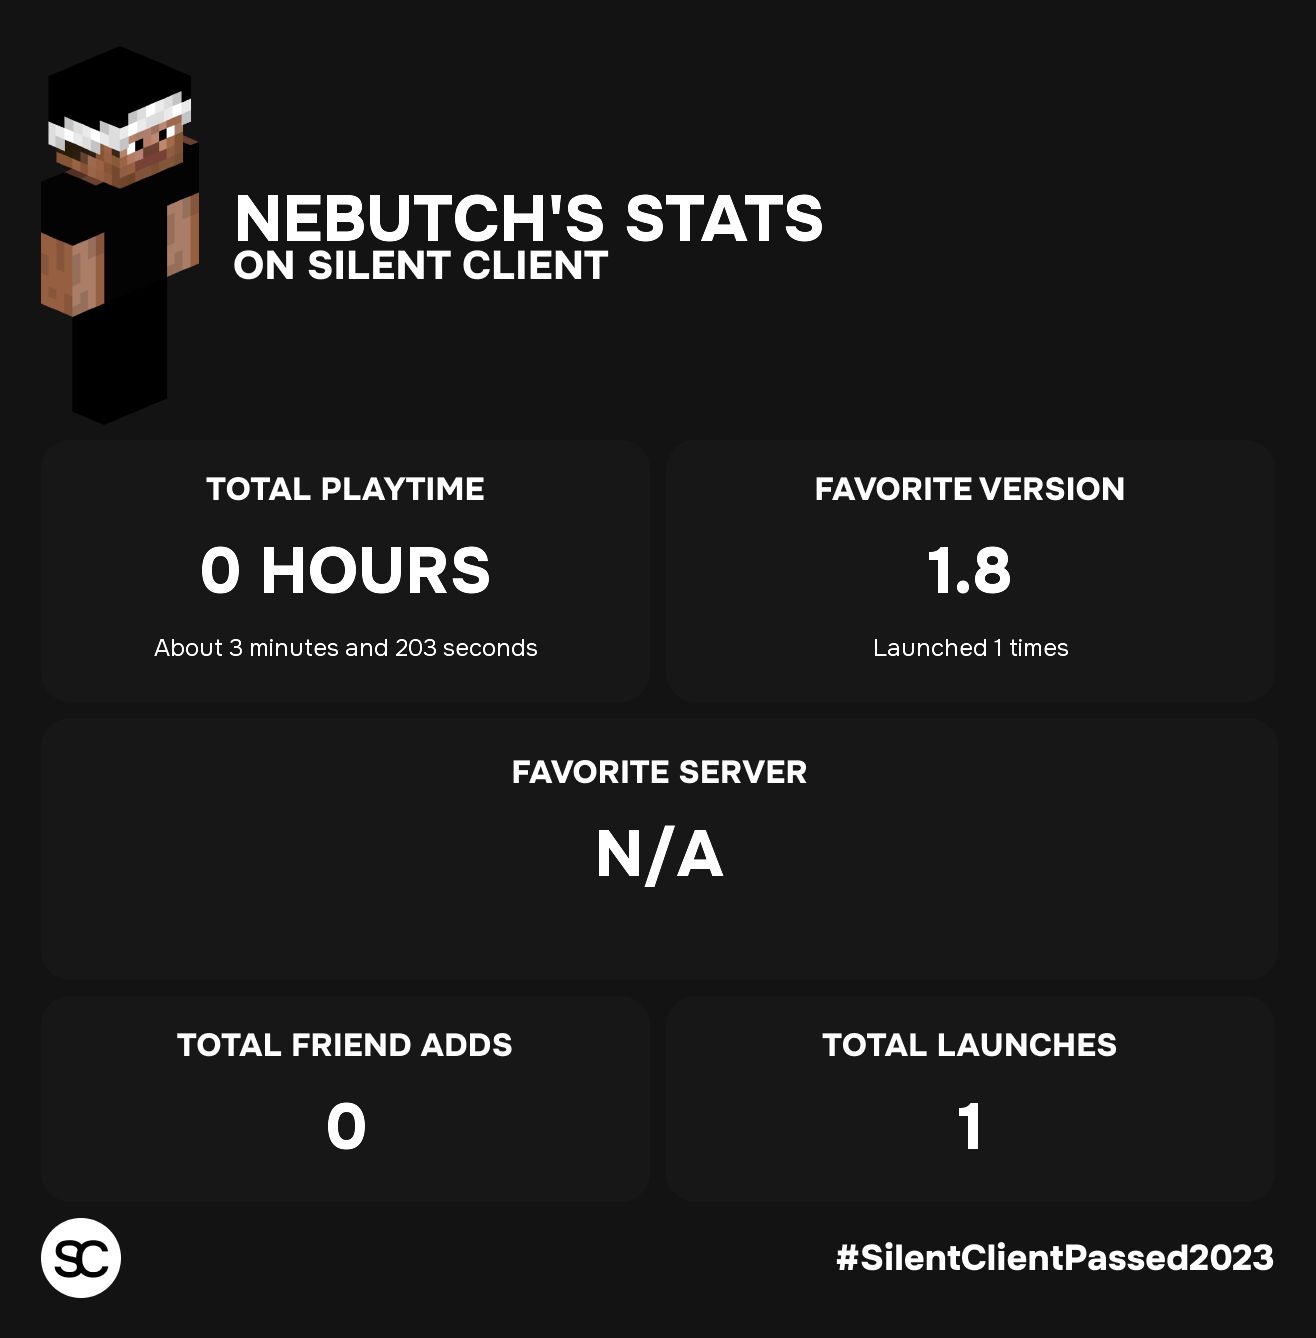 NEBUTCH'S STATS
ON SILENT CLIENT
TOTAL PLAYTIME
0 HOURS
About 3 minutes and 203 seconds
FAVORITE VERSION
1.8
Launched 1 times
FAVORITE SERVER
N/A
TOTAL FRIEND ADDS
0
TOTAL LAUNCHES
1
SC
#SilentClientPassed2023